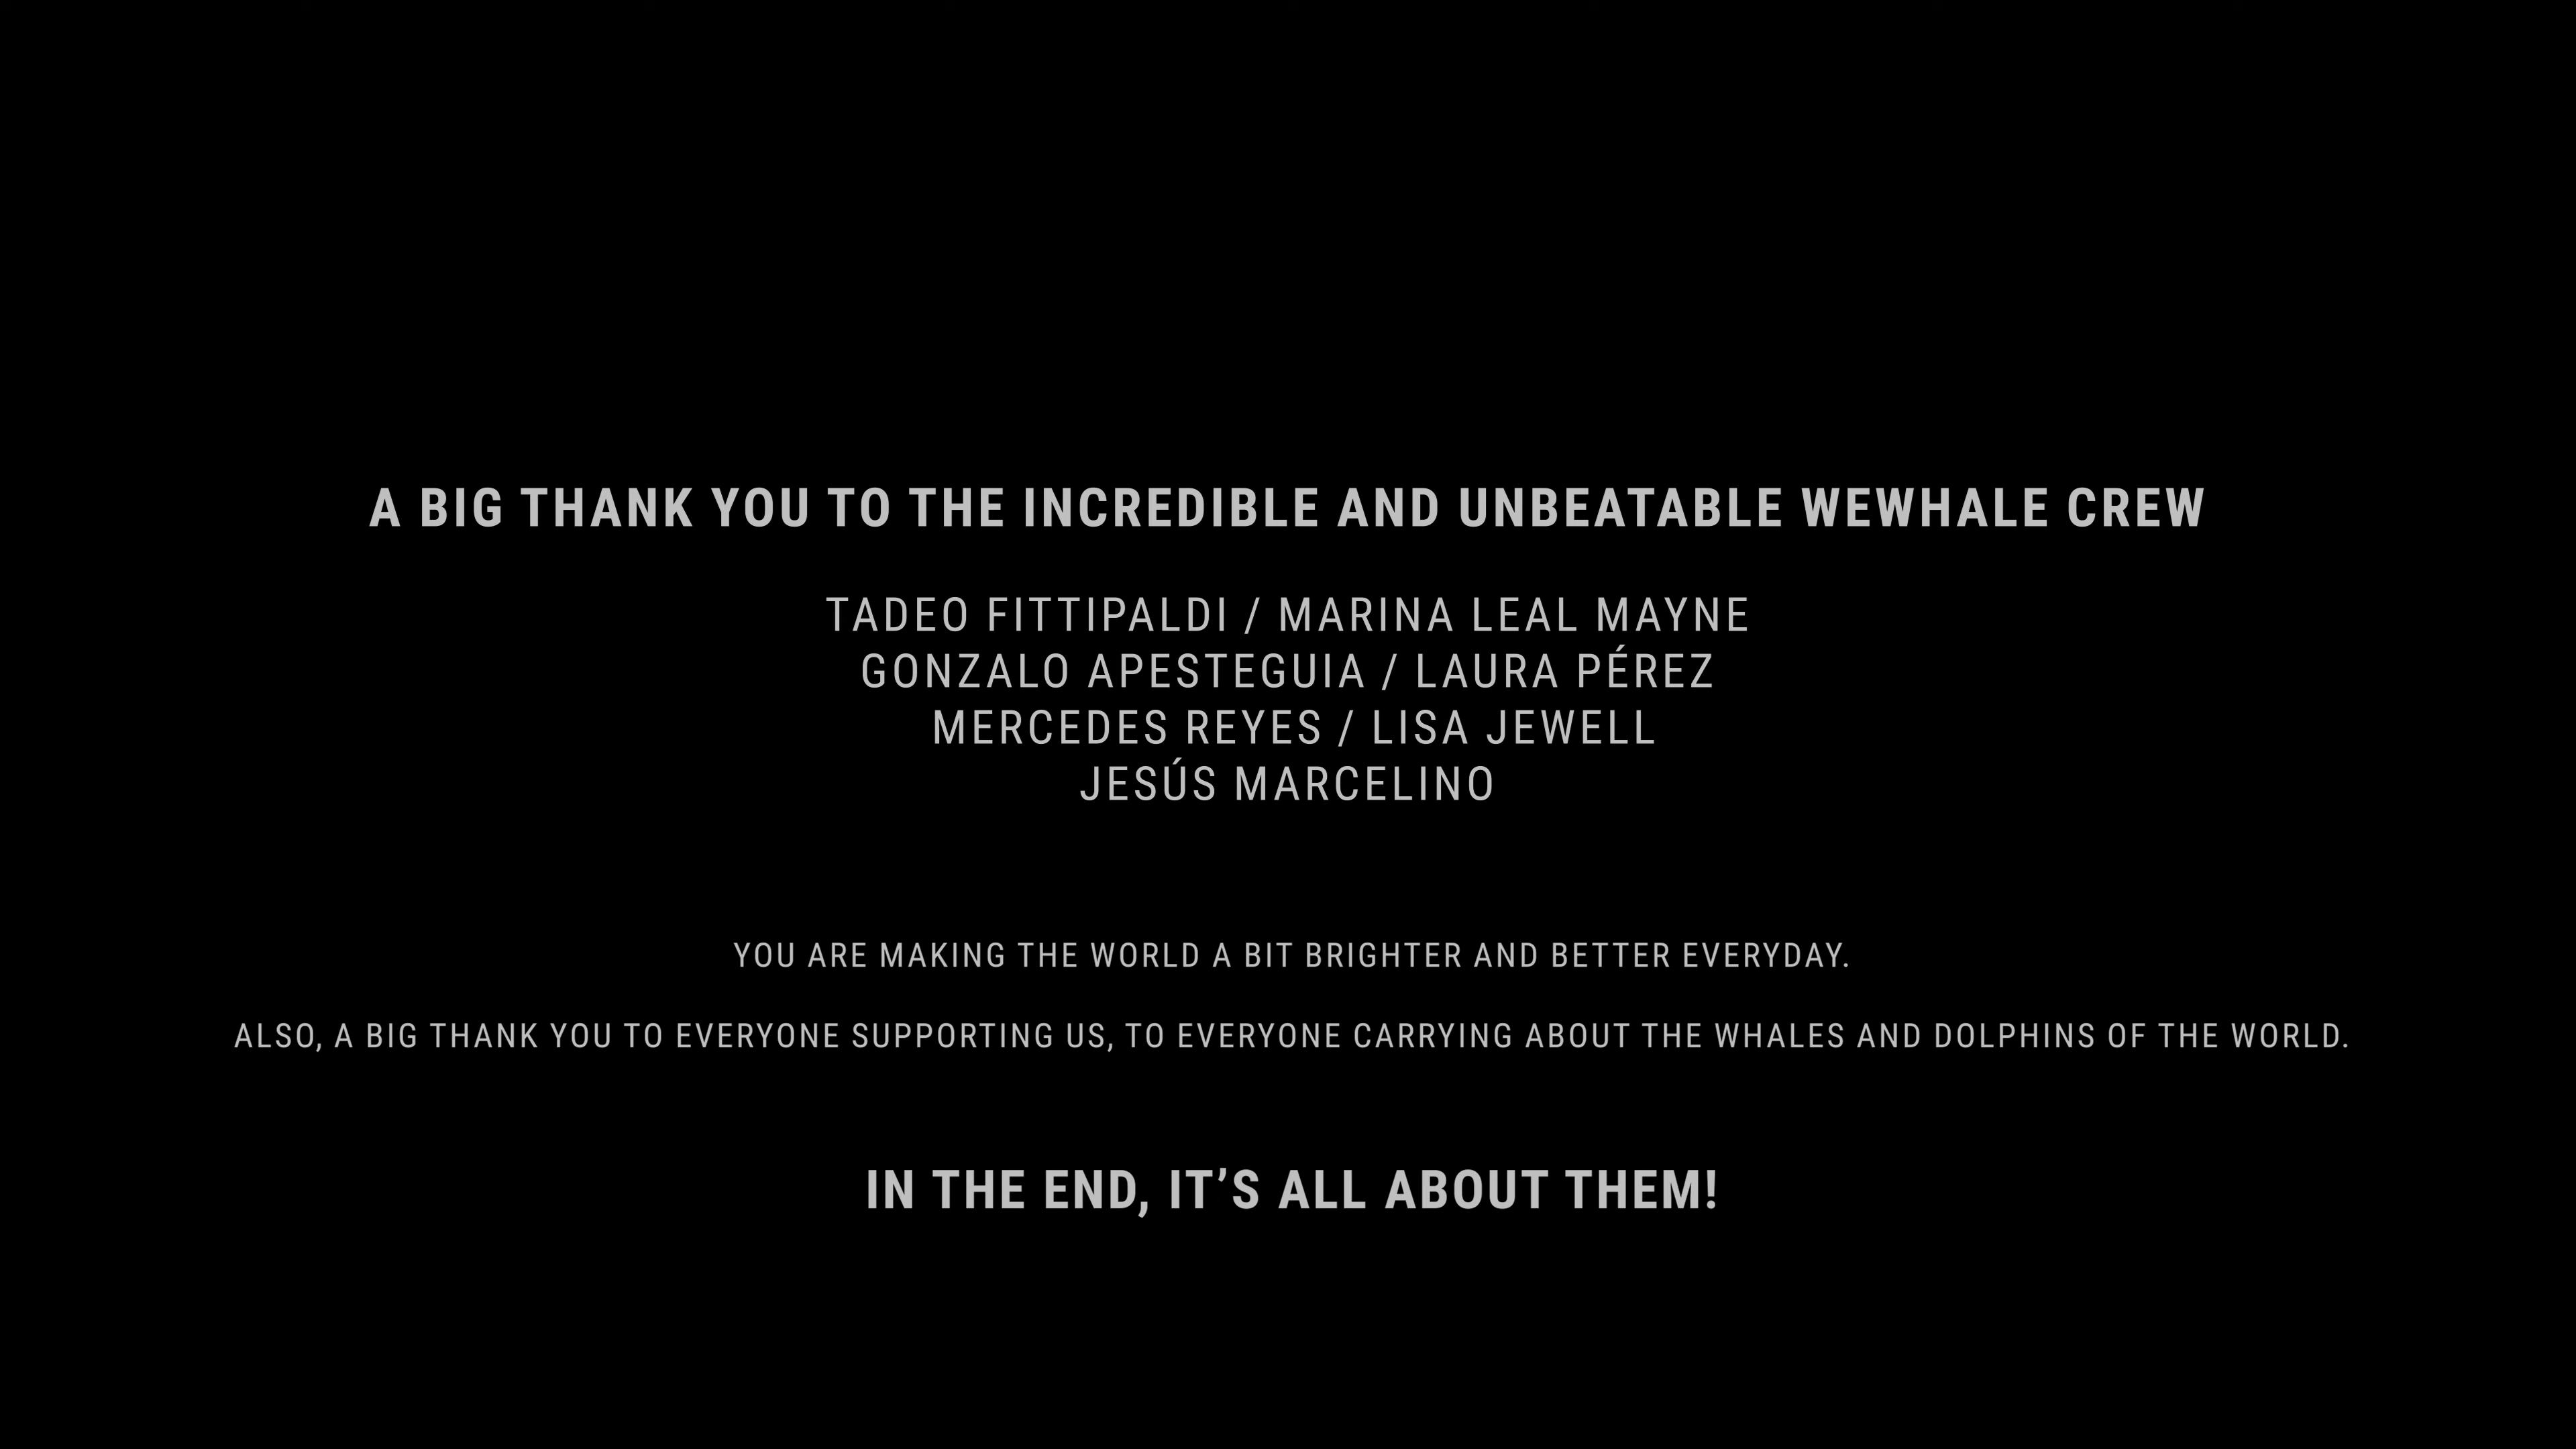 A BIG THANK YOU TO THE INCREDIBLE AND UNBEATABLE WEWHALE CREW
TADEO FITTIPALDI / MARINA LEAL MAYNE
GONZALO APESTEGUIA / LAURA PÉREZ
MERCEDES REYES / LISA JEWELL
JESÚS MARCELINO
YOU ARE MAKING THE WORLD A BIT BRIGHTER AND BETTER EVERYDAY.
ALSO, A BIG THANK YOU TO EVERYONE SUPPORTING US, TO EVERYONE CARRYING ABOUT THE WHALES AND DOLPHINS OF THE WORLD.
IN THE END, IT’S ALL ABOUT THEM!